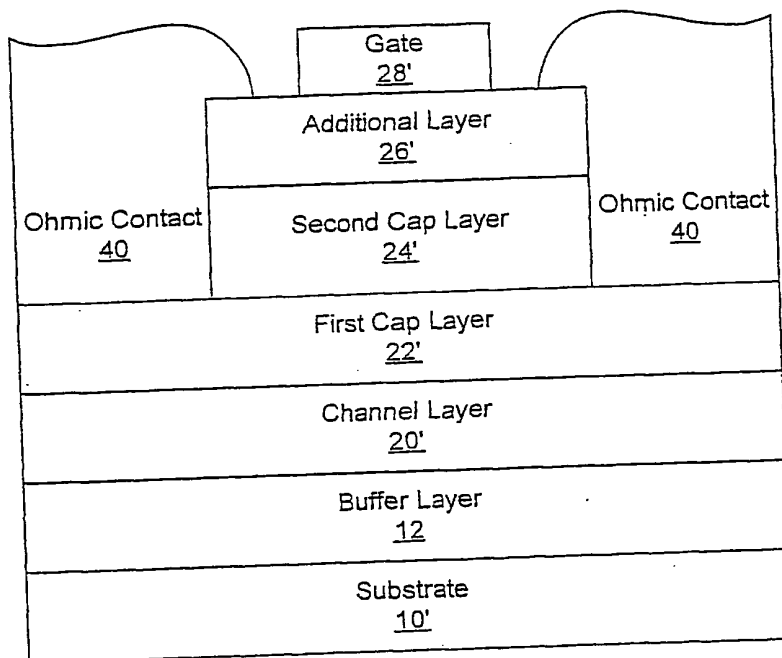 Gate
28'
Additional Layer
26'
Ohmic Contact
40
Second Cap Layer
24'
Ohmic Contact
40
First Cap Layer
22'
Channel Layer
20'
Buffer Layer
12
Substrate
10'